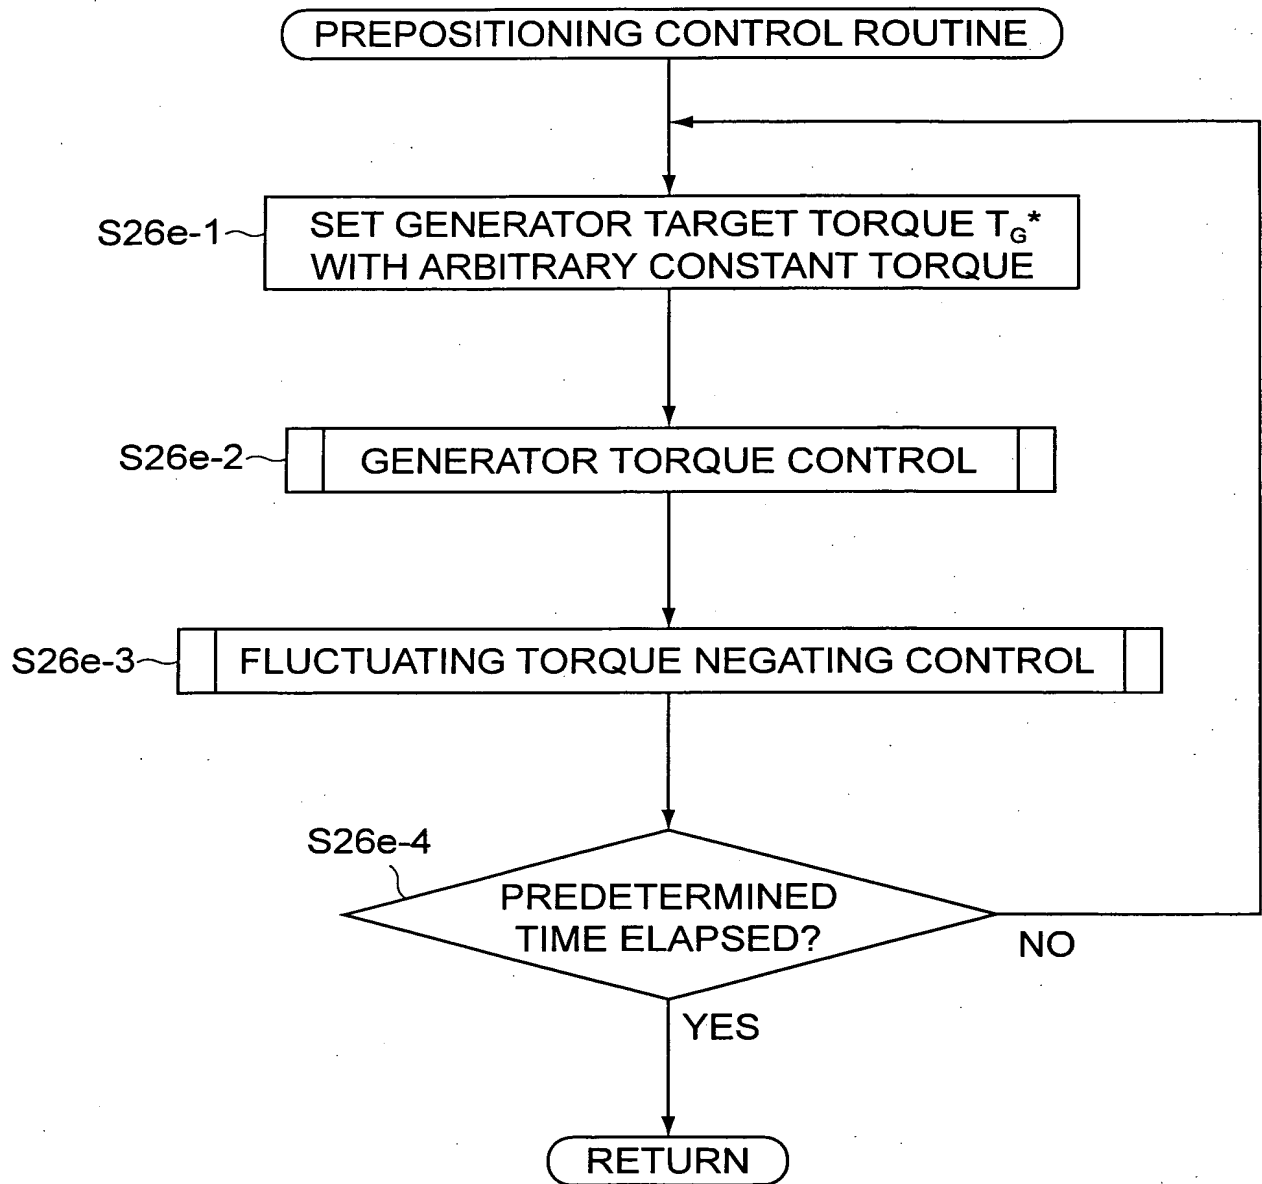 PREPOSITIONING CONTROL ROUTINE
S26e-1
SET GENERATOR TARGET TORQUE T_G*
WITH ARBITRARY CONSTANT TORQUE
S26e-2
GENERATOR TORQUE CONTROL
S26e-3
FLUCTUATING TORQUE NEGATING CONTROL
S26e-4
PREDETERMINED
TIME ELAPSED?
NO
YES
RETURN